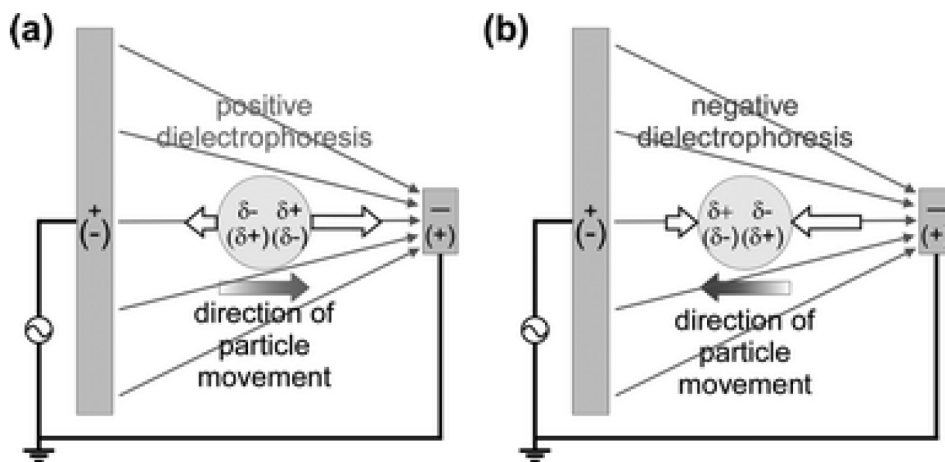 (a)
positive
dielectrophoresis
+
(-)
δ- δ+
(δ+)(δ-)
—
(+)
direction of
particle
movement
(b)
negative
dielectrophoresis
+
(-)
δ+ δ-
(δ-)(δ+)
—
(+)
direction of
particle
movement